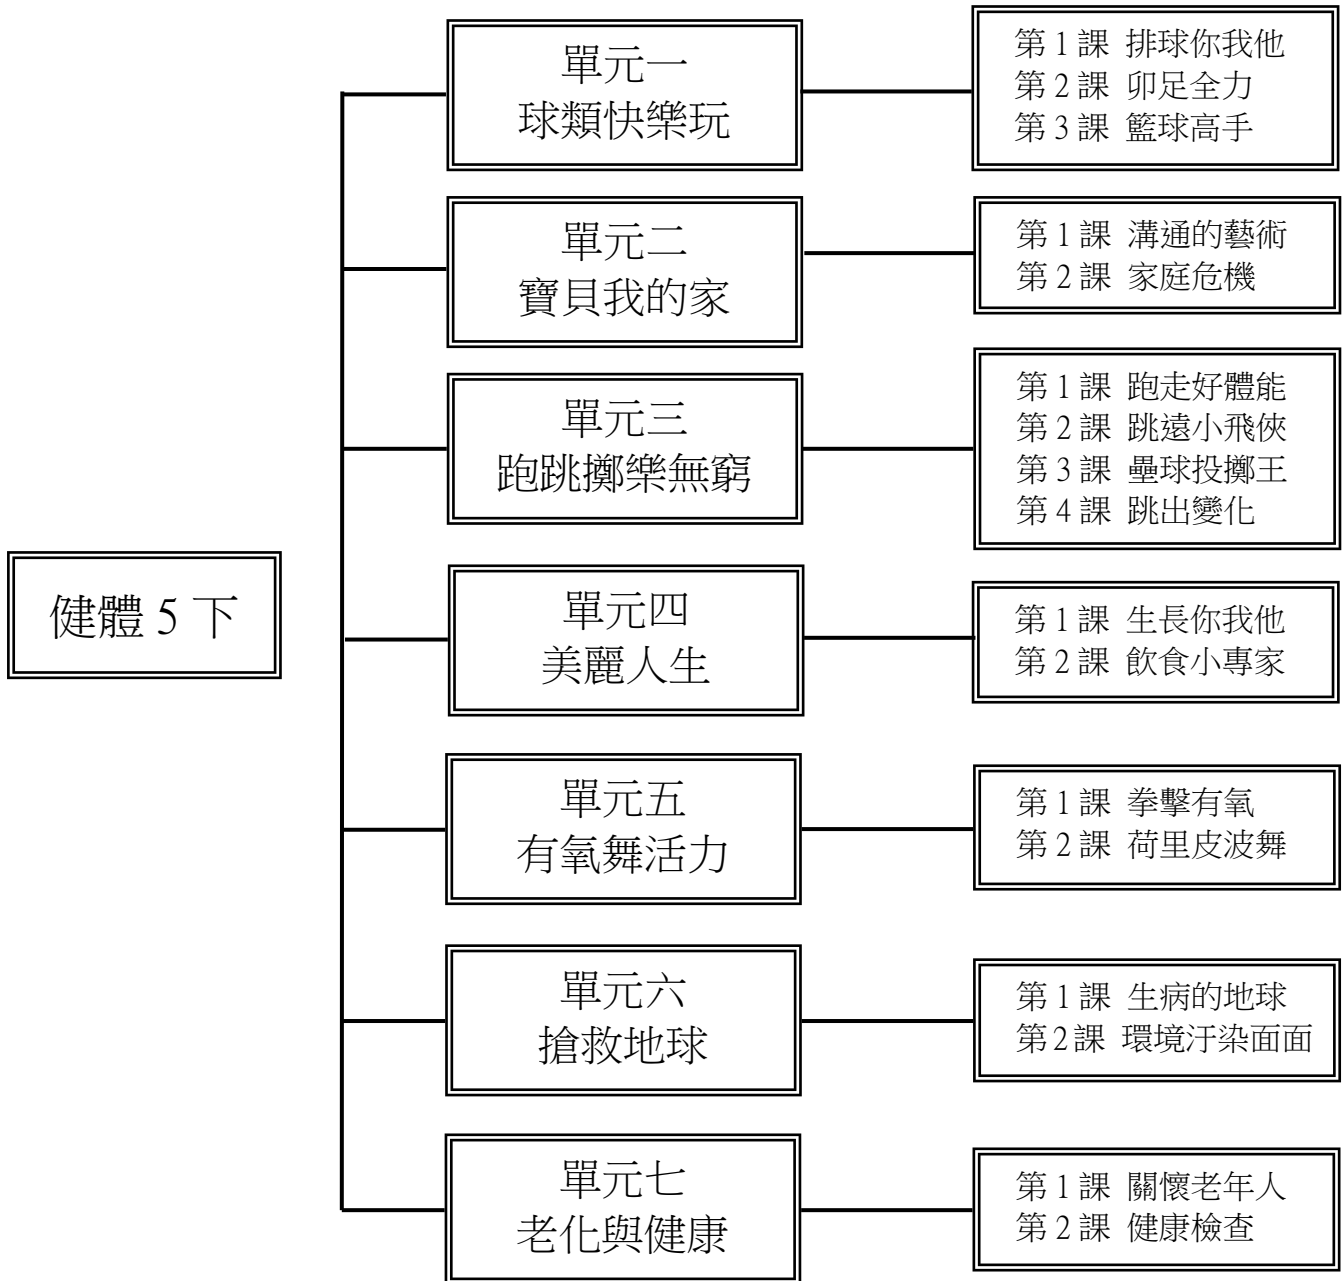 單元一
球類快樂玩
第 1 課 排球你我他
第 2 課 卯足全力
第 3 課 籃球高手
單元二
寶貝我的家
第 1 課 溝通的藝術
第 2 課 家庭危機
單元三
跑跳擲樂無窮
第 1 課 跑走好體能
第 2 課 跳遠小飛俠
第 3 課 壘球投擲王
第 4 課 跳出變化
健體 5 下
單元四
美麗人生
第 1 課 生長你我他
第 2 課 飲食小專家
單元五
有氧舞活力
第 1 課 拳擊有氧
第 2 課 荷里皮波舞
單元六
搶救地球
第 1 課 生病的地球
第 2 課 環境汙染面面
單元七
老化與健康
第 1 課 關懷老年人
第 2 課 健康檢查